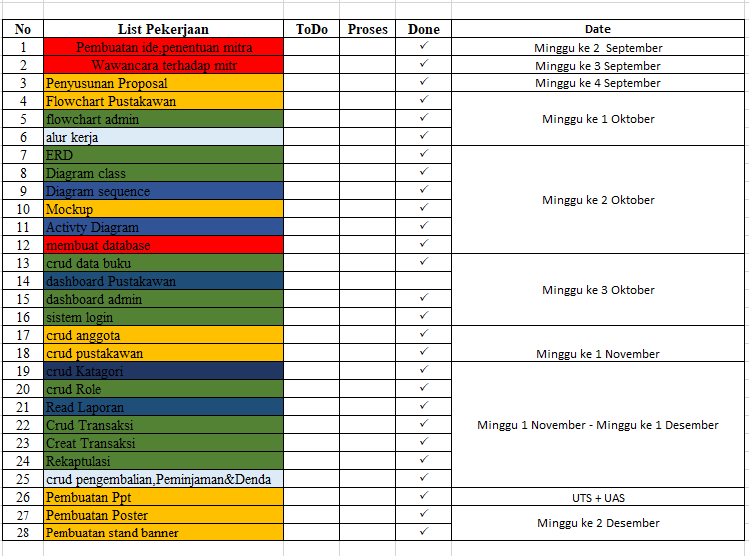 No List Pekerjaan ToDo Proses Done Date
1 Pembuatan ide,penentuan mitra ✓ Minggu ke 2 September
2 Wawancara terhadap mitr ✓ Minggu ke 3 September
3 Penyusunan Proposal ✓ Minggu ke 4 September
4 Flowchart Pustakawan ✓
5 flowchart admin ✓ Minggu ke 1 Oktober
6 alur kerja ✓
7 ERD ✓
8 Diagram class ✓
9 Diagram sequence ✓ Minggu ke 2 Oktober
10 Mockup ✓
11 Activty Diagram ✓
12 membuat database ✓
13 crud data buku ✓
14 dashboard Pustakawan
15 dashboard admin ✓ Minggu ke 3 Oktober
16 sistem login ✓
17 crud anggota ✓
18 crud pustakawan ✓ Minggu ke 1 November
19 crud Katagori ✓
20 crud Role ✓
21 Read Laporan ✓
22 Crud Transaksi ✓ Minggu 1 November - Minggu ke 1 Desember
23 Creat Transaksi ✓
24 Rekaptulasi ✓
25 crud pengembalian,Peminjaman&Denda ✓
26 Pembuatan Ppt ✓ UTS + UAS
27 Pembuatan Poster ✓ Minggu ke 2 Desember
28 Pembuatan stand banner ✓